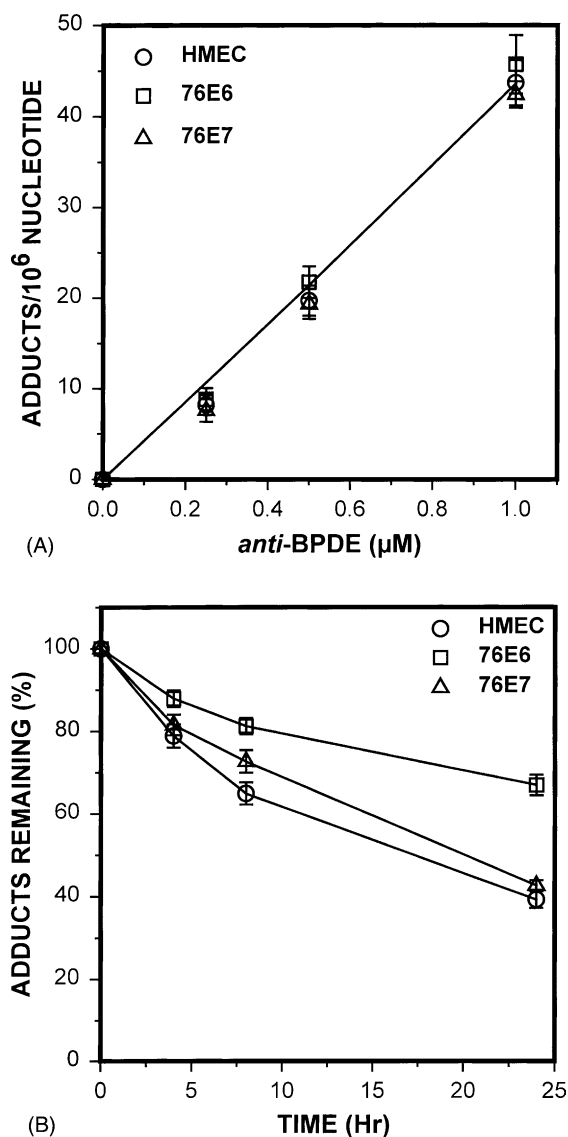 50
40
30
20
10
0
ADDUCTS/10⁶ NUCLEOTIDE
HMEC
76E6
76E7
0.0 0.2 0.4 0.6 0.8 1.0
(A) anti-BPDE (µM)
100
80
60
40
20
0
ADDUCTS REMAINING (%)
HMEC
76E6
76E7
0 5 10 15 20 25
(B) TIME (Hr)